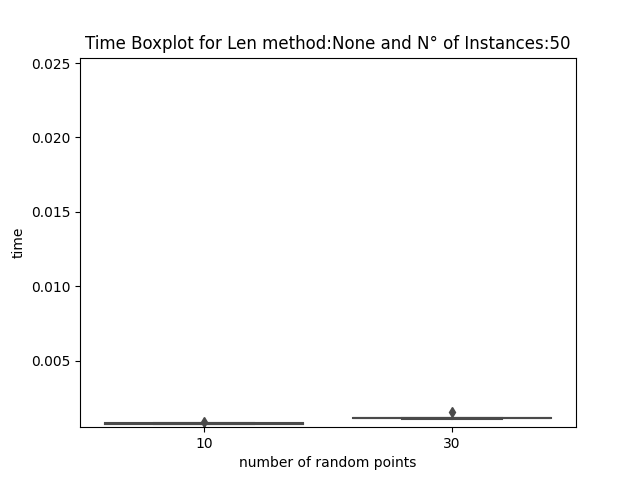 Time Boxplot for Len method:None and N° of Instances:50
0.025
0.020
0.015
0.010
0.005
time
10 30
number of random points